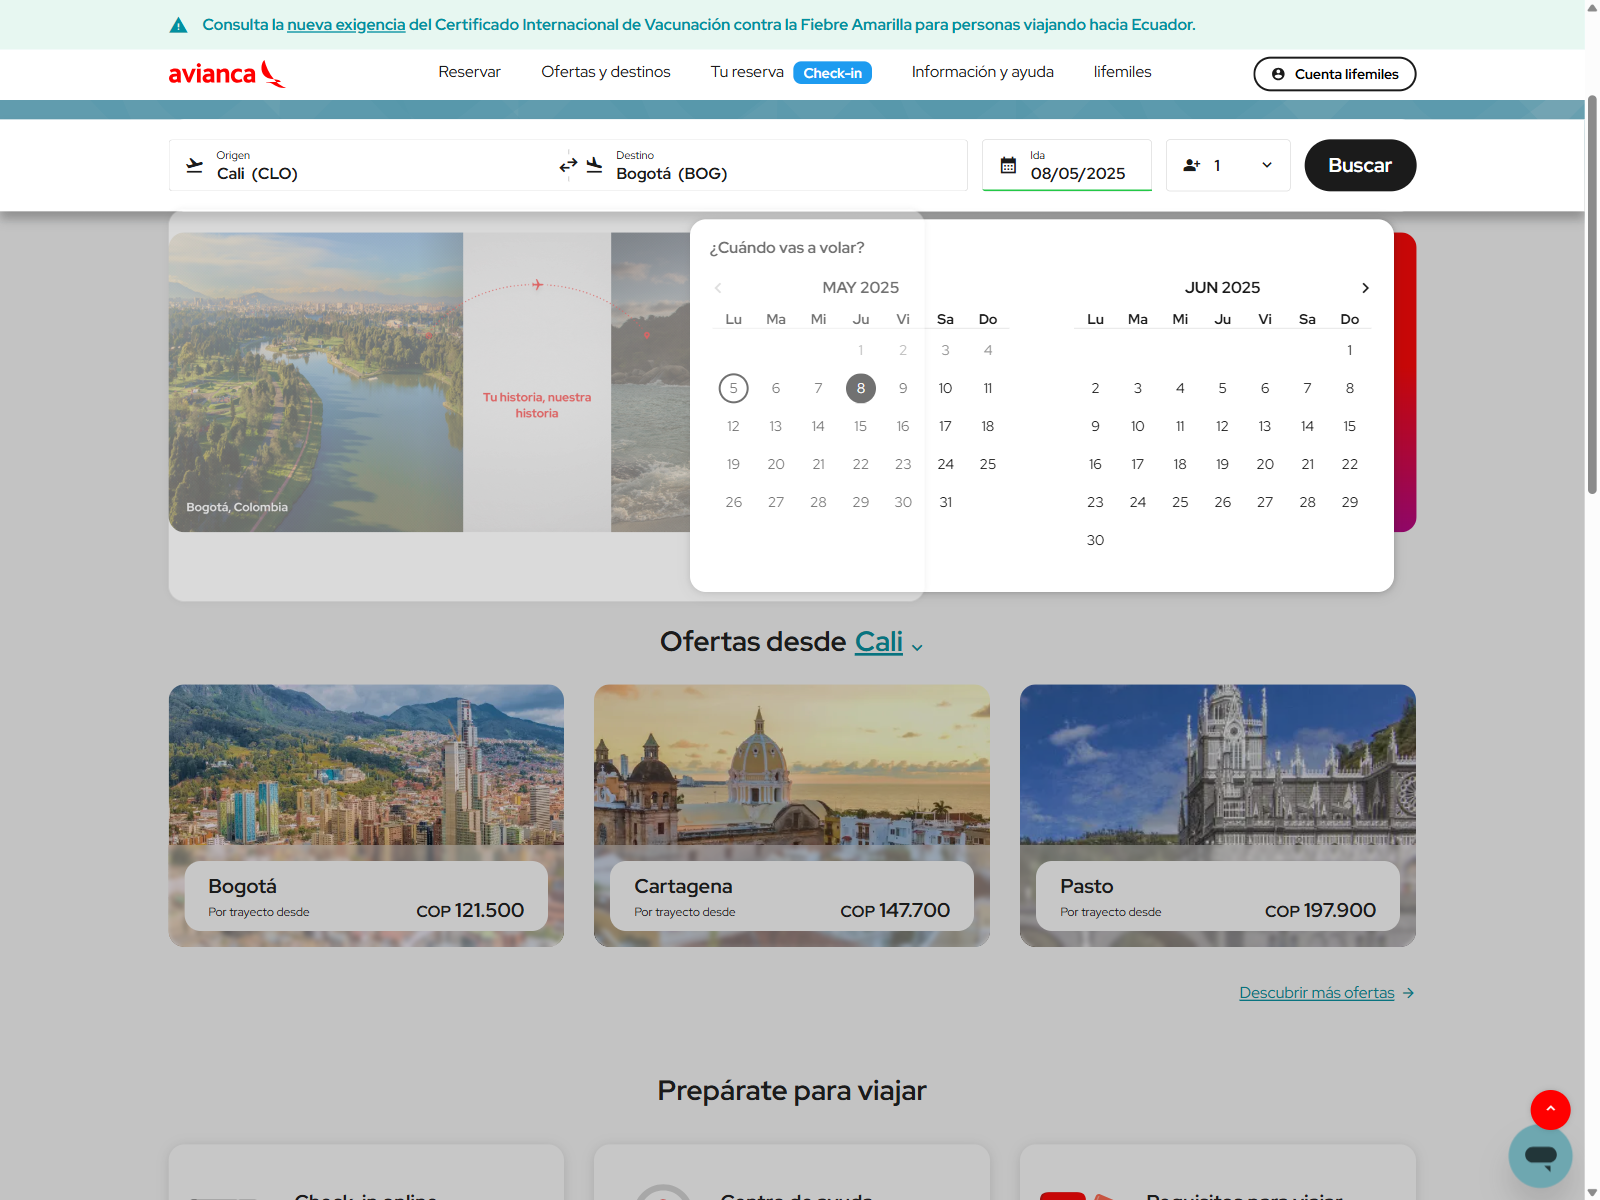 Consulta la nueva exigencia del Certificado Internacional de Vacunación contra la Fiebre Amarilla para personas viajando hacia Ecuador.
avianca
Reservar
Ofertas y destinos
Tu reserva
Check-in
Información y ayuda
lifemiles
Cuenta lifemiles
Origen
Cali (CLO)
Destino
Bogotá (BOG)
Ida
08/05/2025
1
Buscar
Tu historia, nuestra
historia
Bogotá, Colombia
¿Cuándo vas a volar?
MAY 2025
Lu Ma Mi Ju Vi Sa Do
1 2 3 4
5 6 7 8 9 10 11
12 13 14 15 16 17 18
19 20 21 22 23 24 25
26 27 28 29 30 31
JUN 2025
Lu Ma Mi Ju Vi Sa Do
1
2 3 4 5 6 7 8
9 10 11 12 13 14 15
16 17 18 19 20 21 22
23 24 25 26 27 28 29
30
Ofertas desde Cali
Bogotá
Por trayecto desde
COP 121.500
Cartagena
Por trayecto desde
COP 147.700
Pasto
Por trayecto desde
COP 197.900
Descubrir más ofertas
Prepárate para viajar
Check-in online
Centro de ayuda
Requisitos para viajar